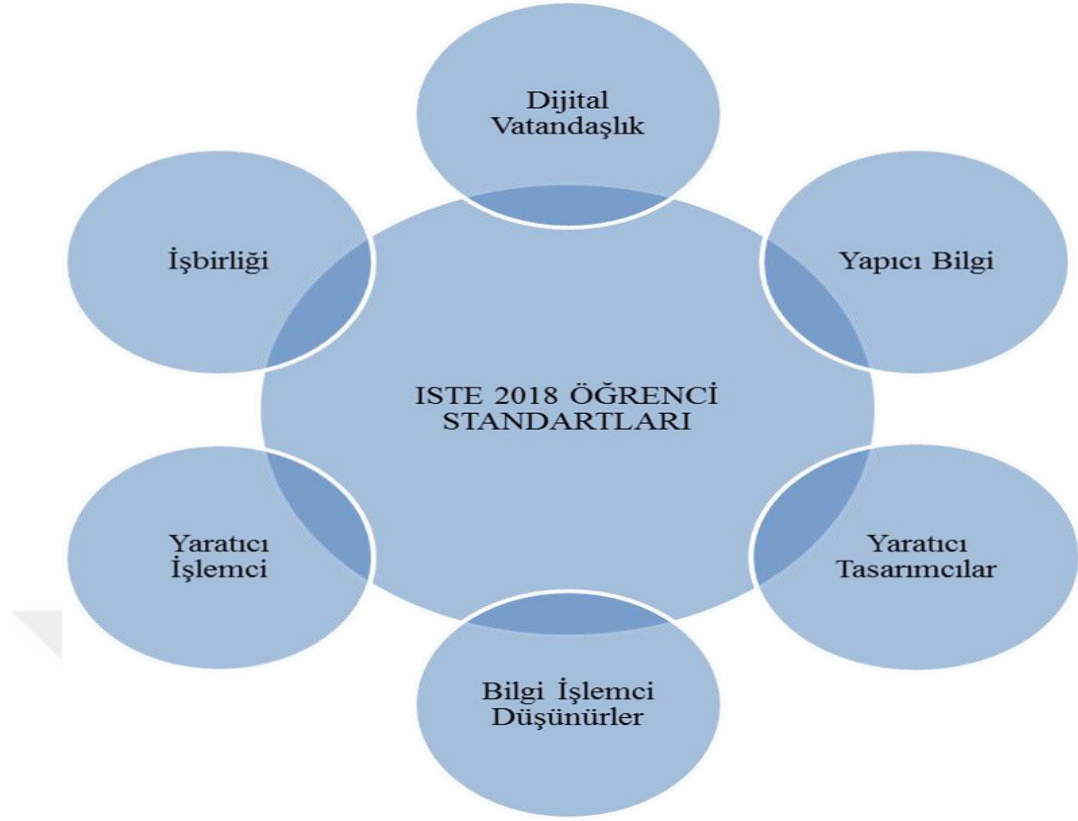 Dijital
Vatandaşlık
İşbirliği
Yapıcı Bilgi
ISTE 2018 ÖĞRENCİ
STANDARTLARI
Yaratıcı
İşlemci
Yaratıcı
Tasarımcılar
Bilgi İşlemci
Düşünürler